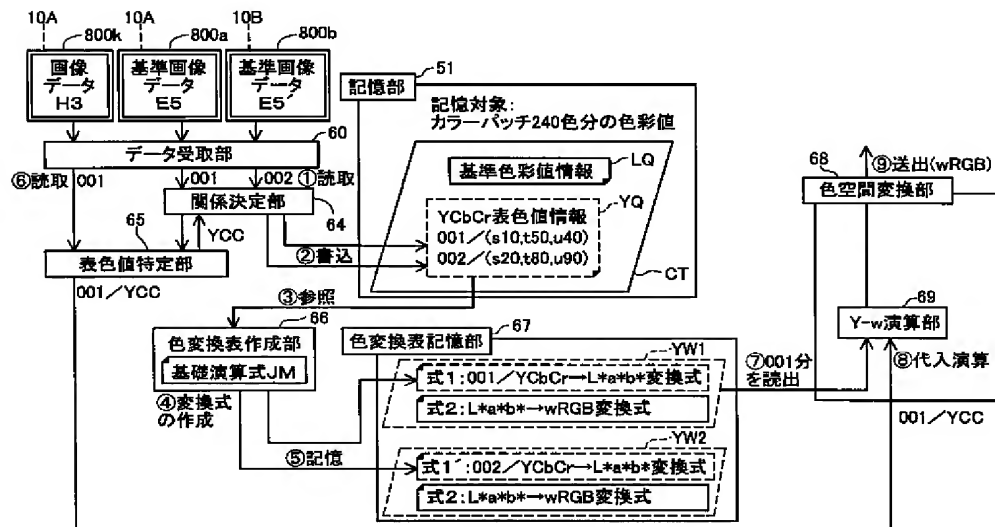 10A
800k
10A
800a
10B
800b
画像
データ
H3
基準画像
データ
E5
基準画像
データ
E5´
51
記憶部
記憶対象:
カラーパッチ240色分の色彩値
60
データ受取部
LQ
基準色彩値情報
68
⑨送出(wRGB)
色空間変換部
⑥読取
001
001
002
①読取
関係決定部
64
YQ
YCbCr表色値情報
001/(s10,t50,u40)
002/(s20,t80,u90)
65
YCC
表色値特定部
②書込
CT
001/YCC
③参照
66
色変換表作成部
基礎演算式JM
67
色変換表記憶部
69
Y-w演算部
YW1
⑦001分
を読出
⑧代入演算
式1:001/YCbCr→L*a*b*変換式
式2:L*a*b*→wRGB変換式
④変換式
の作成
001/YCC
YW2
⑤記憶
式1´:002/YCbCr→L*a*b*変換式
式2:L*a*b*→wRGB変換式